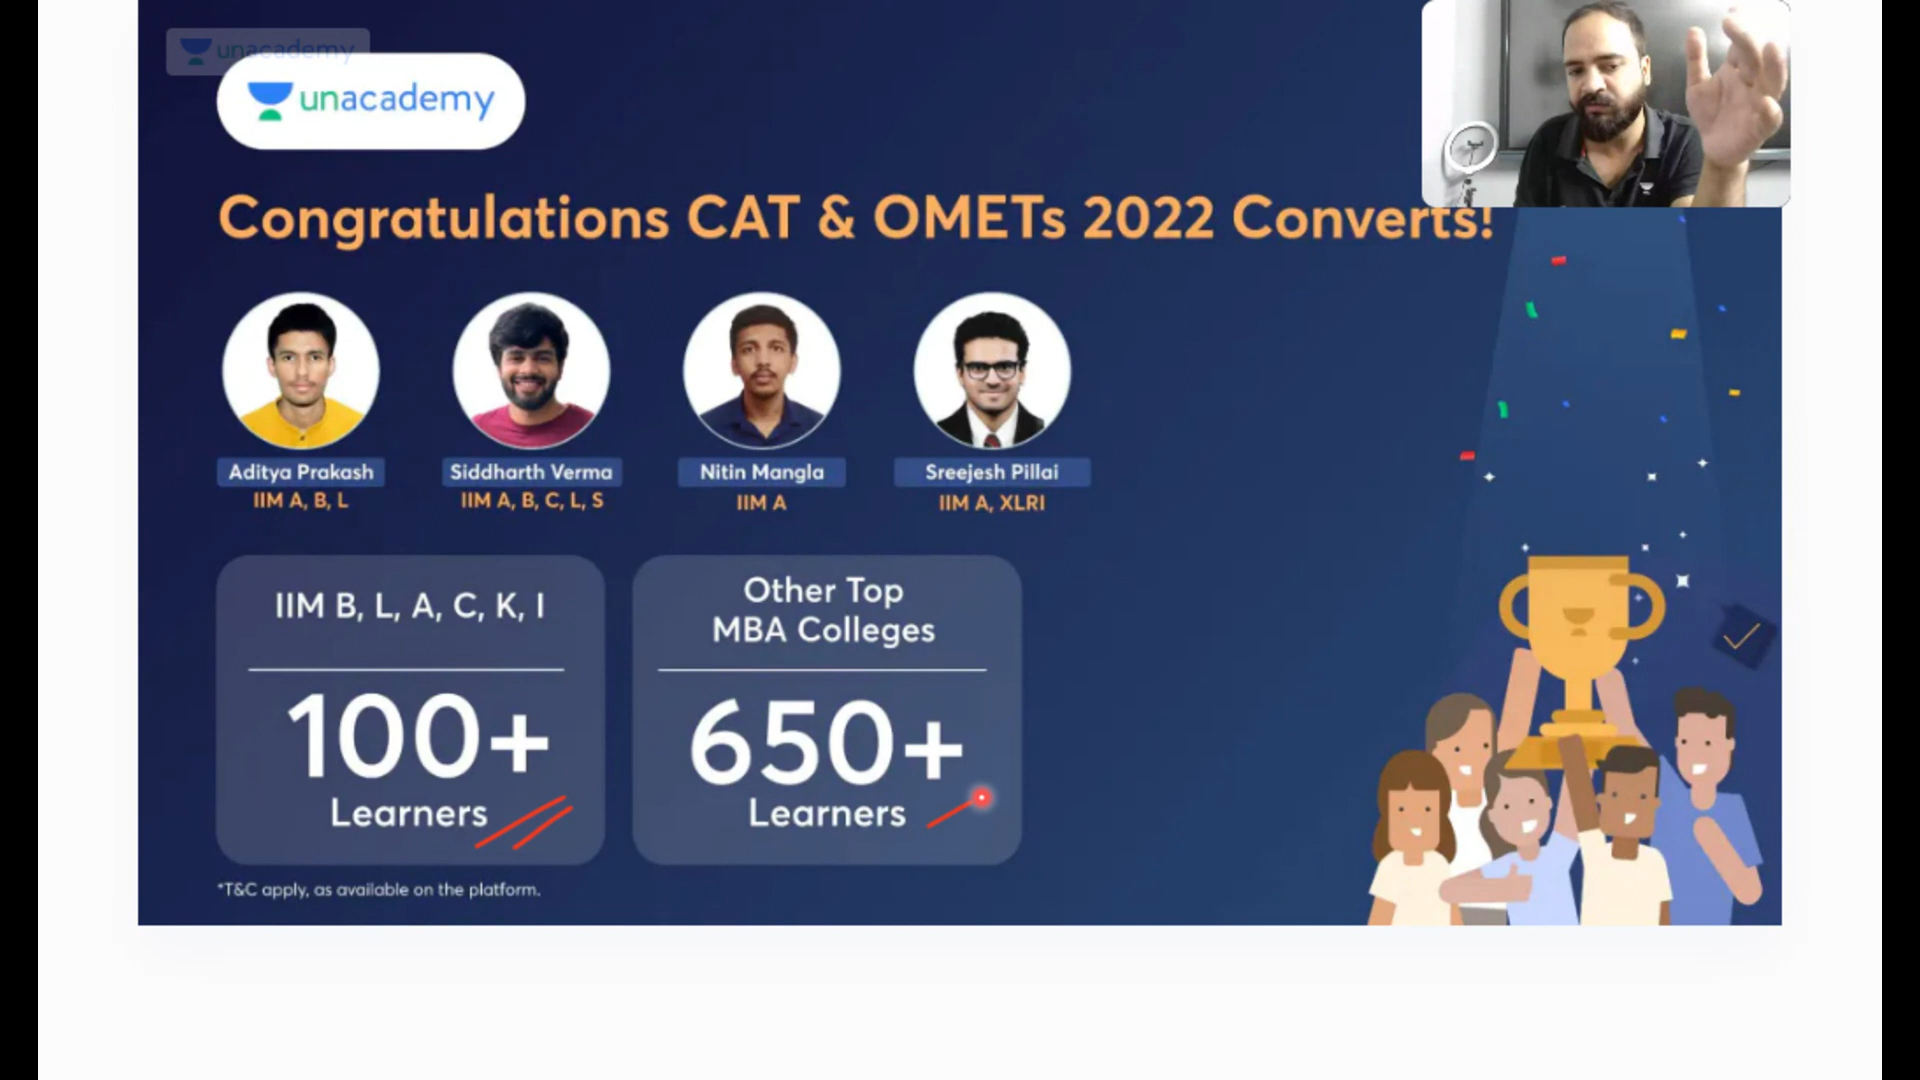 unacademy
unacademy
Congratulations CAT & OMETs 2022 Converts!
Aditya Prakash
IIM A, B, L
Siddharth Verma
IIM A, B, C, L, S
Nitin Mangla
IIM A
Sreejesh Pillai
IIM A, XLRI
IIM B, L, A, C, K, I
100+
Learners
Other Top
MBA Colleges
650+
Learners
*T&C apply, as available on the platform.